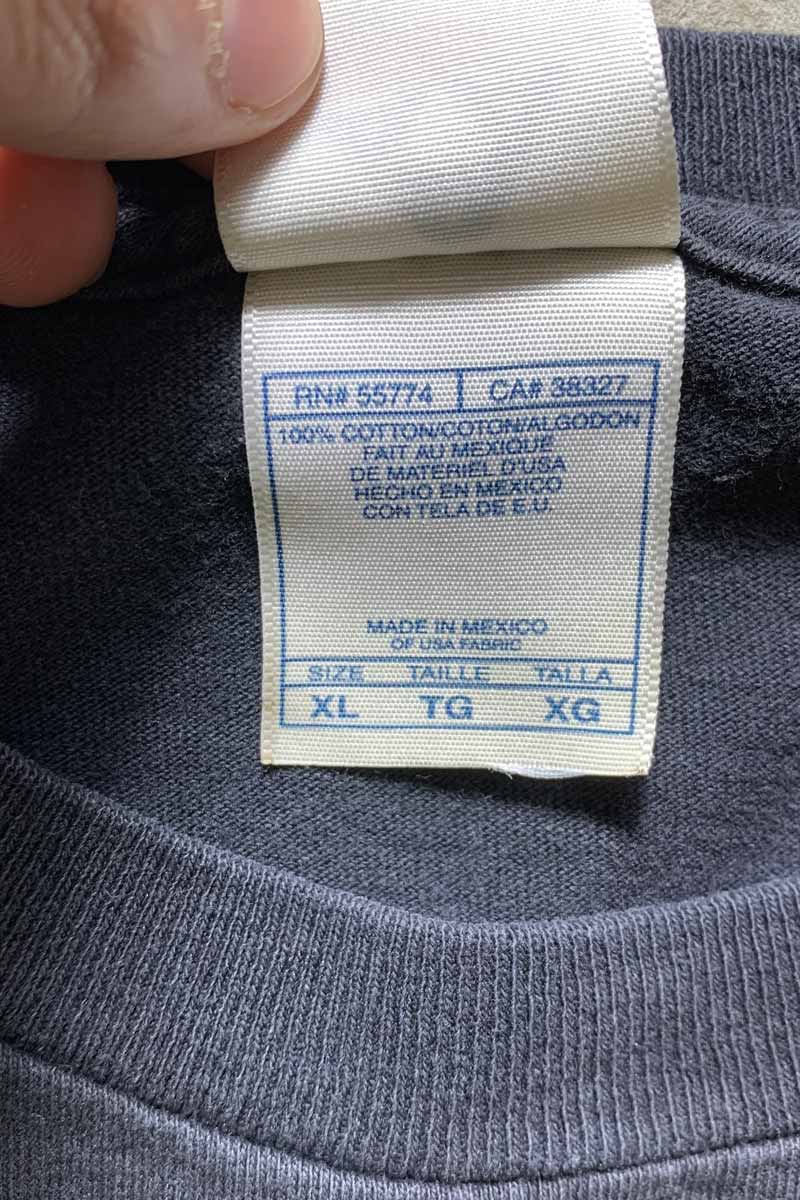 RN# 55774 CA# 38327
100% COTTON/COTON/ALGODON
FAIT AU MEXIQUE
DE MATERIEL D'USA
HECHO EN MEXICO
CON TELA DE E.U.
MADE IN MEXICO
OF USA FABRIC
SIZE TAILLE TALLA
XL TG XG